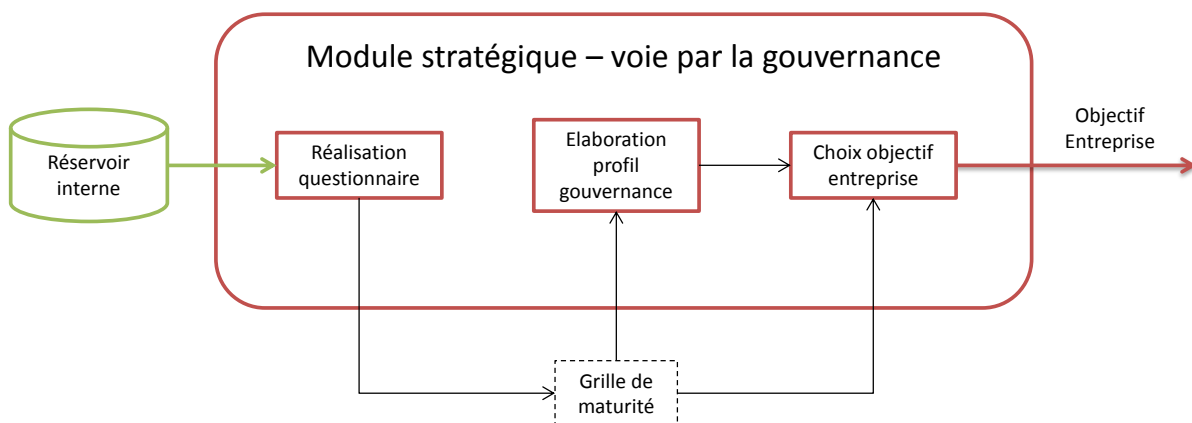 Module stratégique – voie par la gouvernance
Réservoir
interne
Réalisation
questionnaire
Elaboration
profil
gouvernance
Choix objectif
entreprise
Objectif
Entreprise
Grille de
maturité